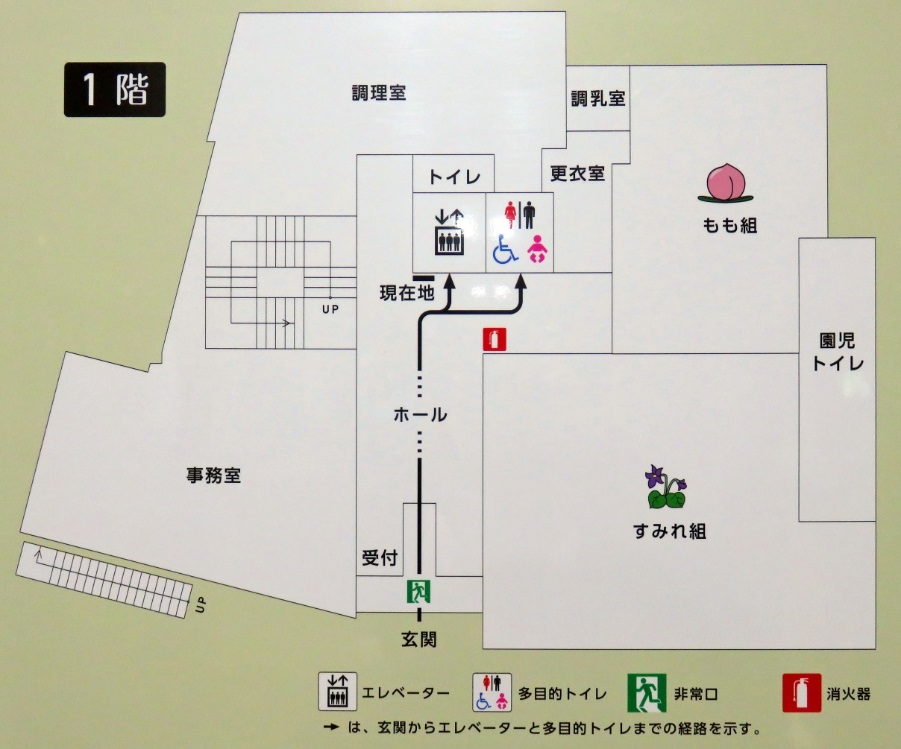 1階
調理室
調乳室
トイレ
更衣室
もも組
現在地
UP
園児
トイレ
ホール
事務室
すみれ組
受付
UP
玄関
エレベーター 多目的トイレ 非常口 消火器
→ は、玄関からエレベーターと多目的トイレまでの経路を示す。